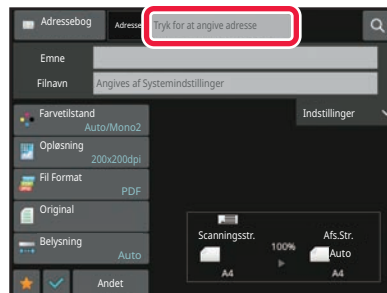 Adressebog
Adresse
Tryk for at angive adresse
Emne
Filnavn
Angives af Systemindstillinger
Farvetilstand
Auto/Mono2
Indstillinger
Opløsning
200x200dpi
Fil Format
PDF
Original
Belysning
Auto
Scanningsstr.
100%
Afs.Str.
Auto
A4
A4
Andet